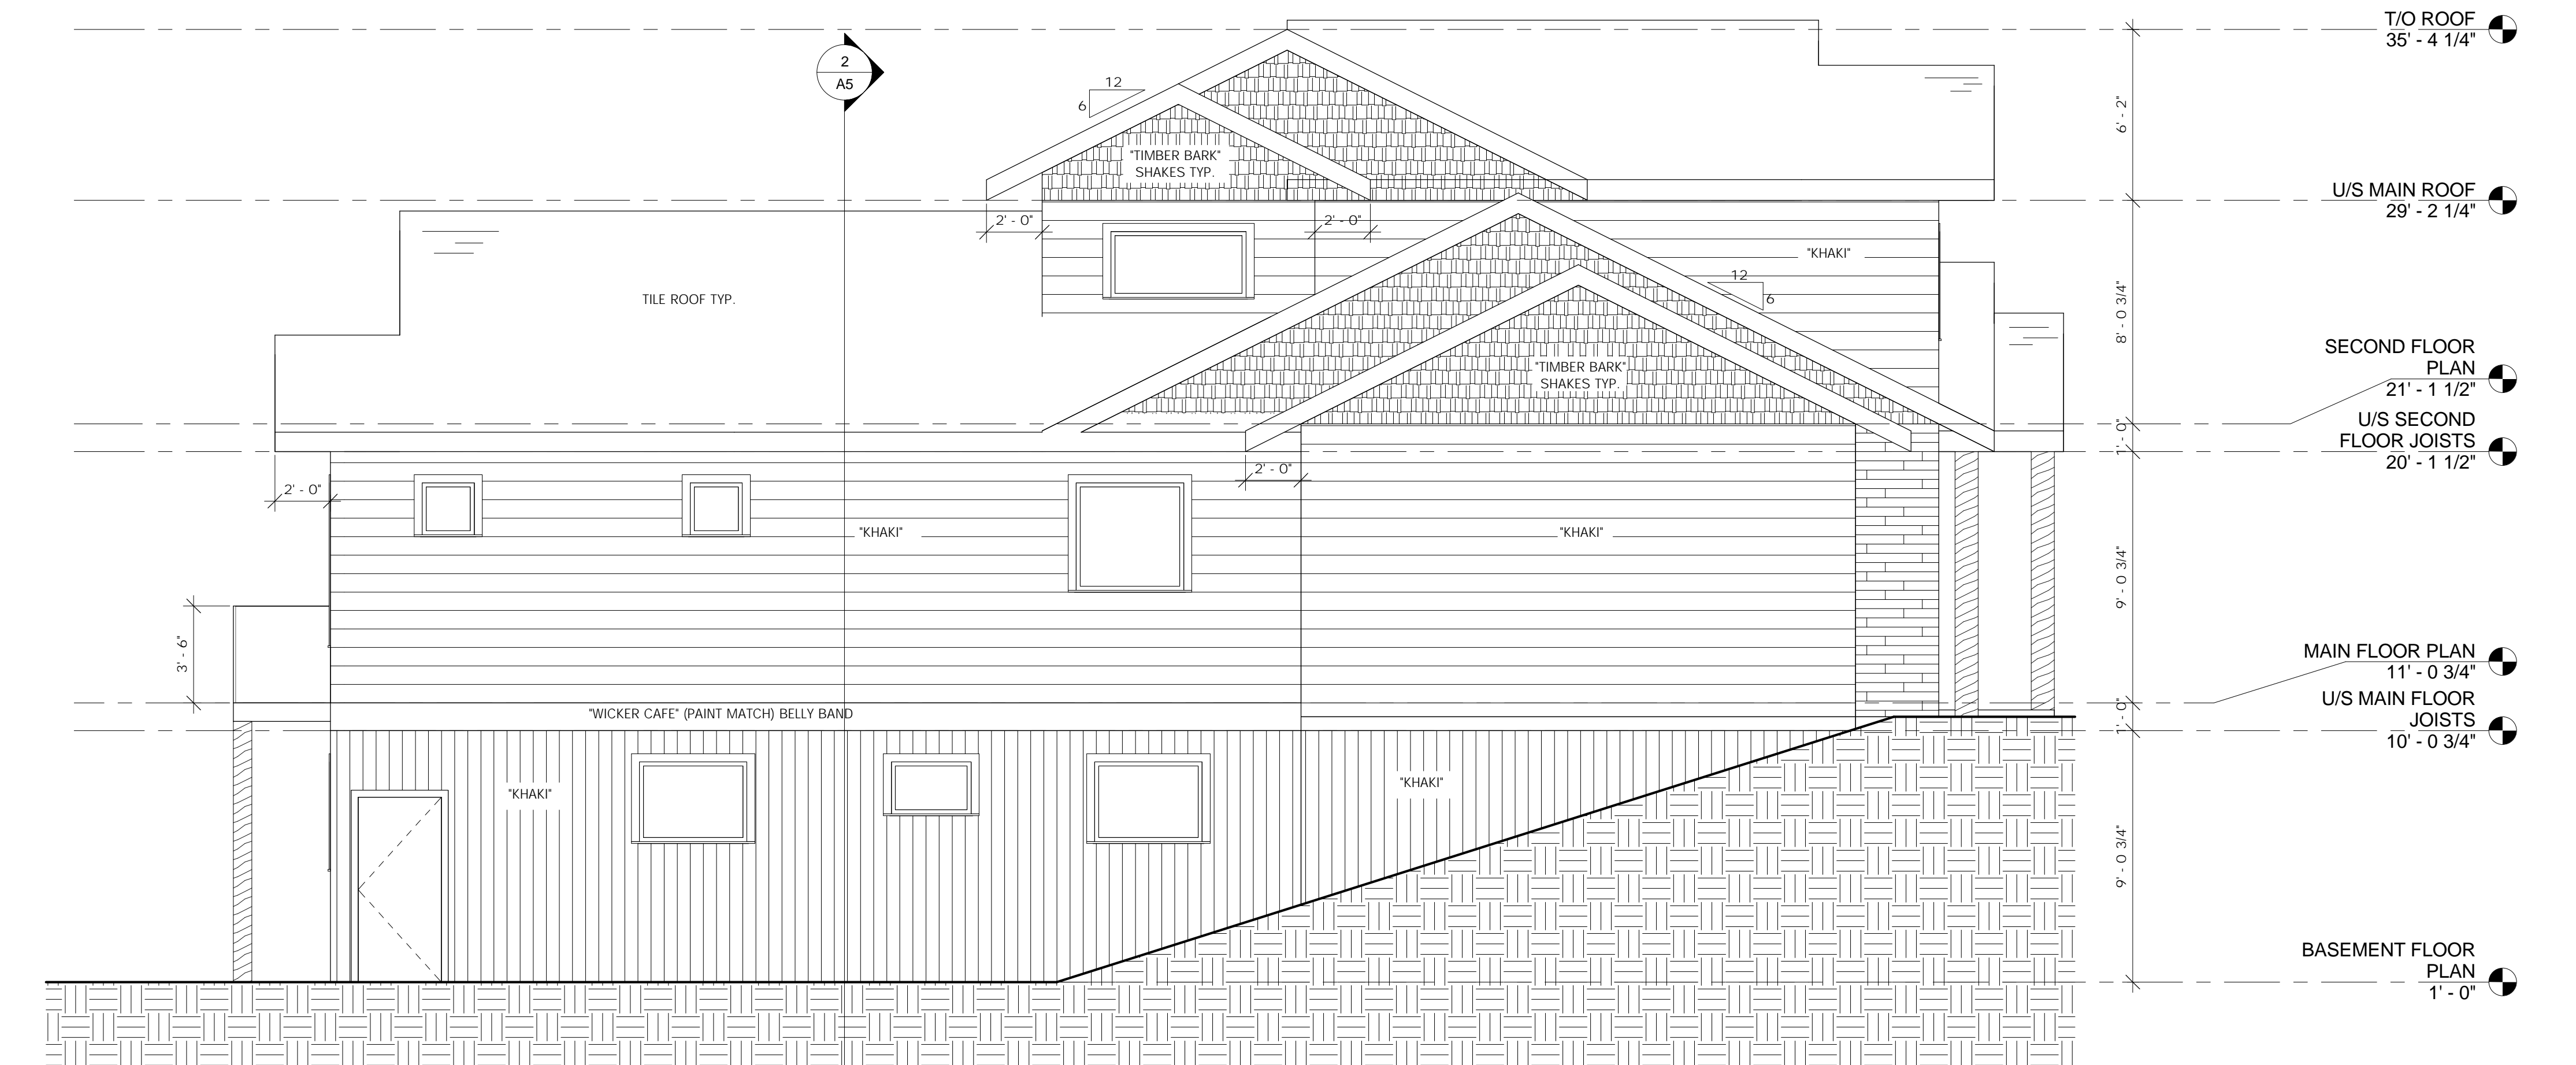 T/O ROOF
35' - 4 1/4"
2
A5
12
6
6' - 2"
"TIMBER BARK"
SHAKES TYP.
U/S MAIN ROOF
29' - 2 1/4"
2' - 0"
2' - 0"
"KHAKI"
12
6
TILE ROOF TYP.
8' - 0 3/4"
SECOND FLOOR
PLAN
21' - 1 1/2"
"TIMBER BARK"
SHAKES TYP.
U/S SECOND
FLOOR JOISTS
20' - 1 1/2"
1' - 0"
2' - 0"
2' - 0"
"KHAKI"
"KHAKI"
9' - 0 3/4"
3' - 6"
MAIN FLOOR PLAN
11' - 0 3/4"
U/S MAIN FLOOR
JOISTS
10' - 0 3/4"
1' - 0"
"WICKER CAFE" (PAINT MATCH) BELLY BAND
"KHAKI"
"KHAKI"
9' - 0 3/4"
BASEMENT FLOOR
PLAN
1' - 0"